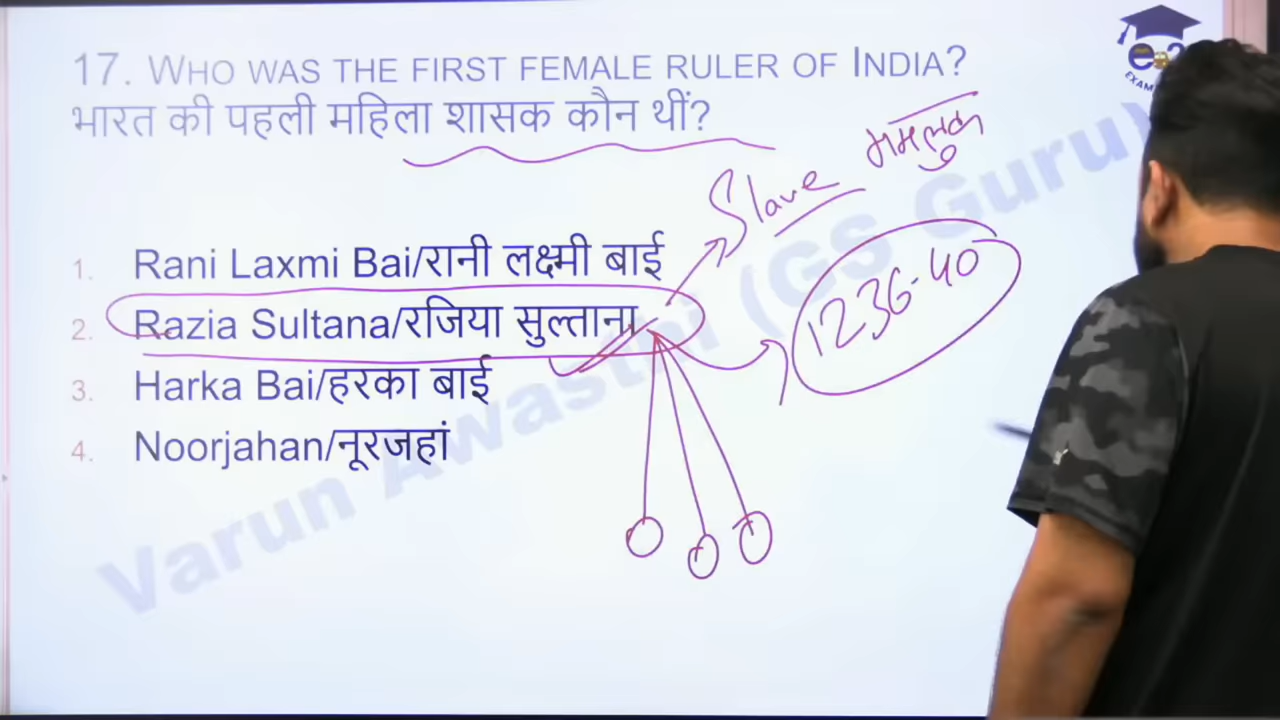 17. WHO WAS THE FIRST FEMALE RULER OF INDIA?
भारत की पहली महिला शासक कौन थीं?
Slave ममलुक
1. Rani Laxmi Bai/रानी लक्ष्मी बाई
2. Razia Sultana/रजिया सुल्ताना
1236-40
3. Harka Bai/हरका बाई
4. Noorjahan/नूरजहां
Varun Awasthi (GS Guru)
EXAM